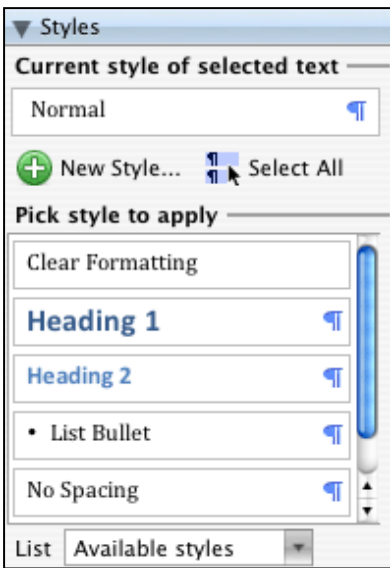 Styles
Current style of selected text
Normal ¶
New Style... ¶ ¶ Select All
Pick style to apply
Clear Formatting
Heading 1 ¶
Heading 2 ¶
• List Bullet ¶
No Spacing ¶
List Available styles